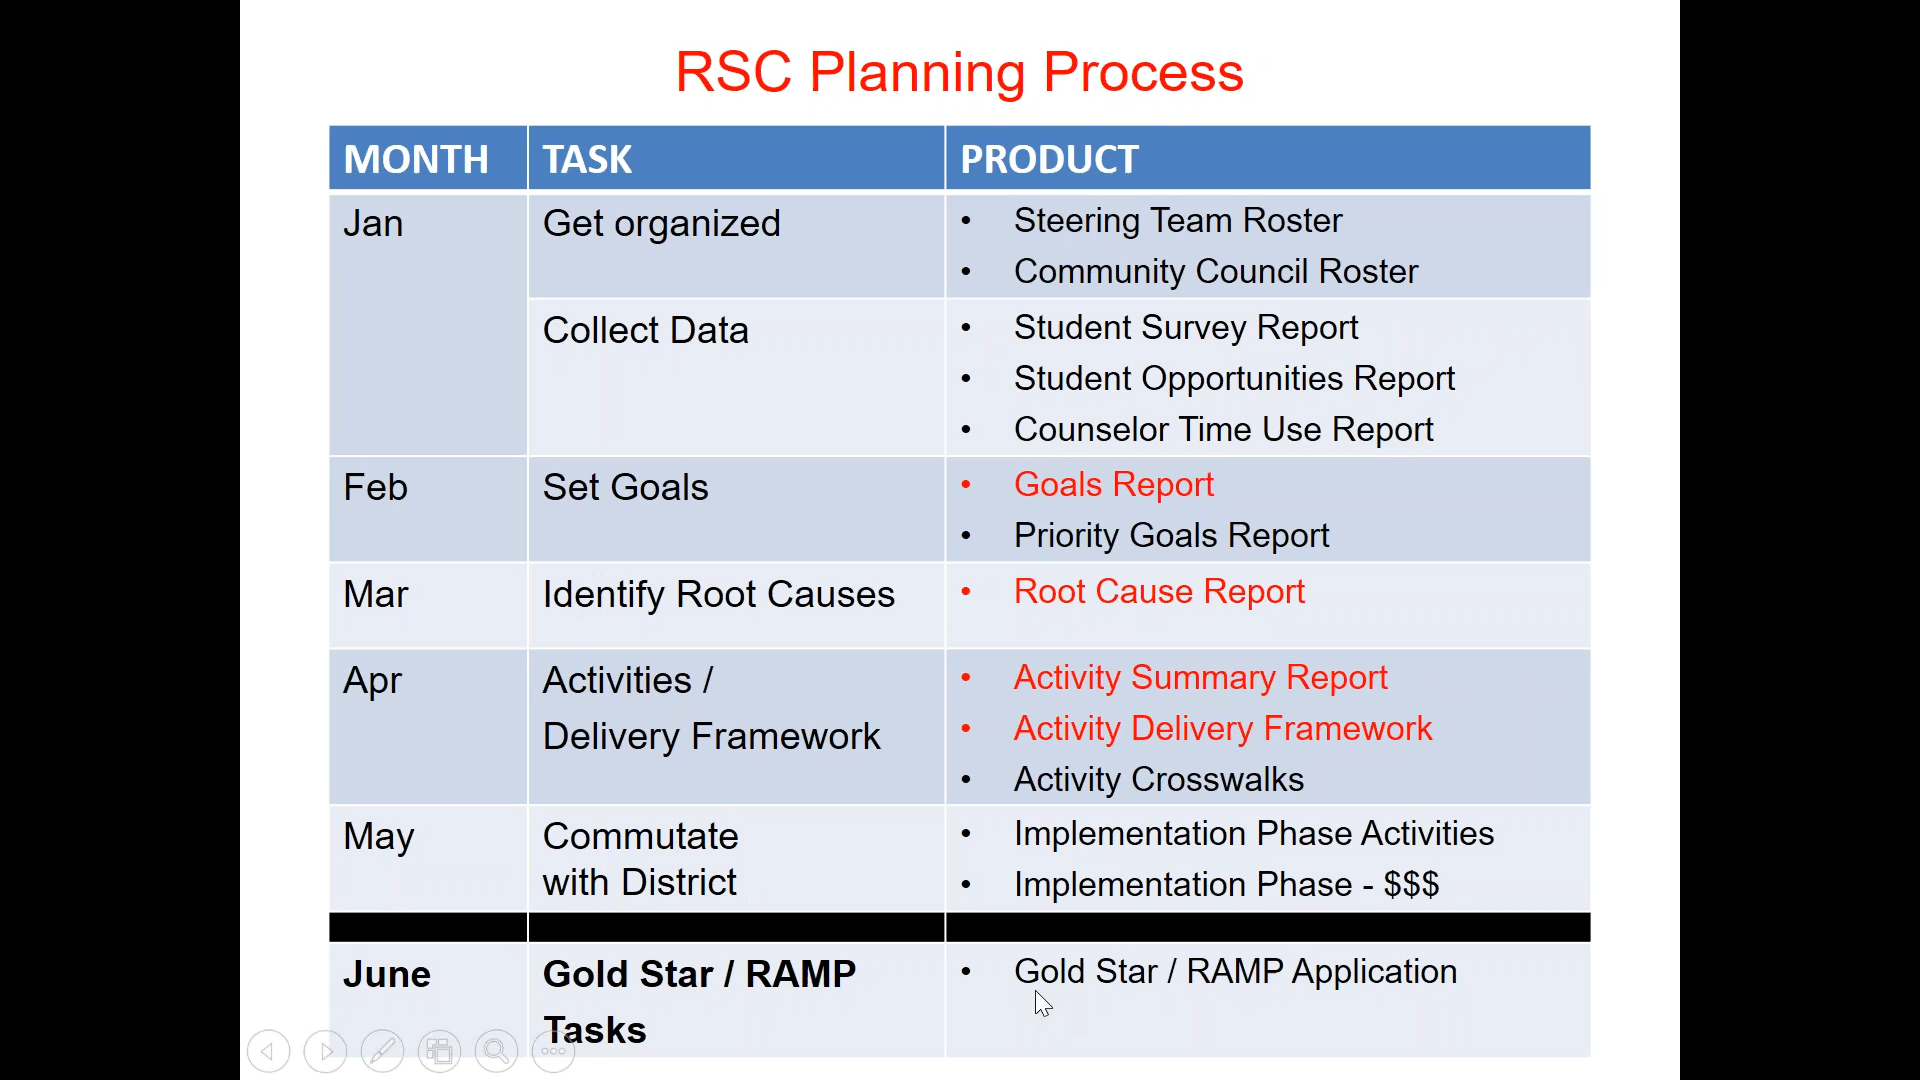 RSC Planning Process
MONTH TASK PRODUCT
Jan Get organized • Steering Team Roster
• Community Council Roster
Collect Data • Student Survey Report
• Student Opportunities Report
• Counselor Time Use Report
Feb Set Goals • Goals Report
• Priority Goals Report
Mar Identify Root Causes • Root Cause Report
Apr Activities / • Activity Summary Report
Delivery Framework • Activity Delivery Framework
• Activity Crosswalks
May Commutate • Implementation Phase Activities
with District • Implementation Phase - $$$
June Gold Star / RAMP • Gold Star / RAMP Application
Tasks